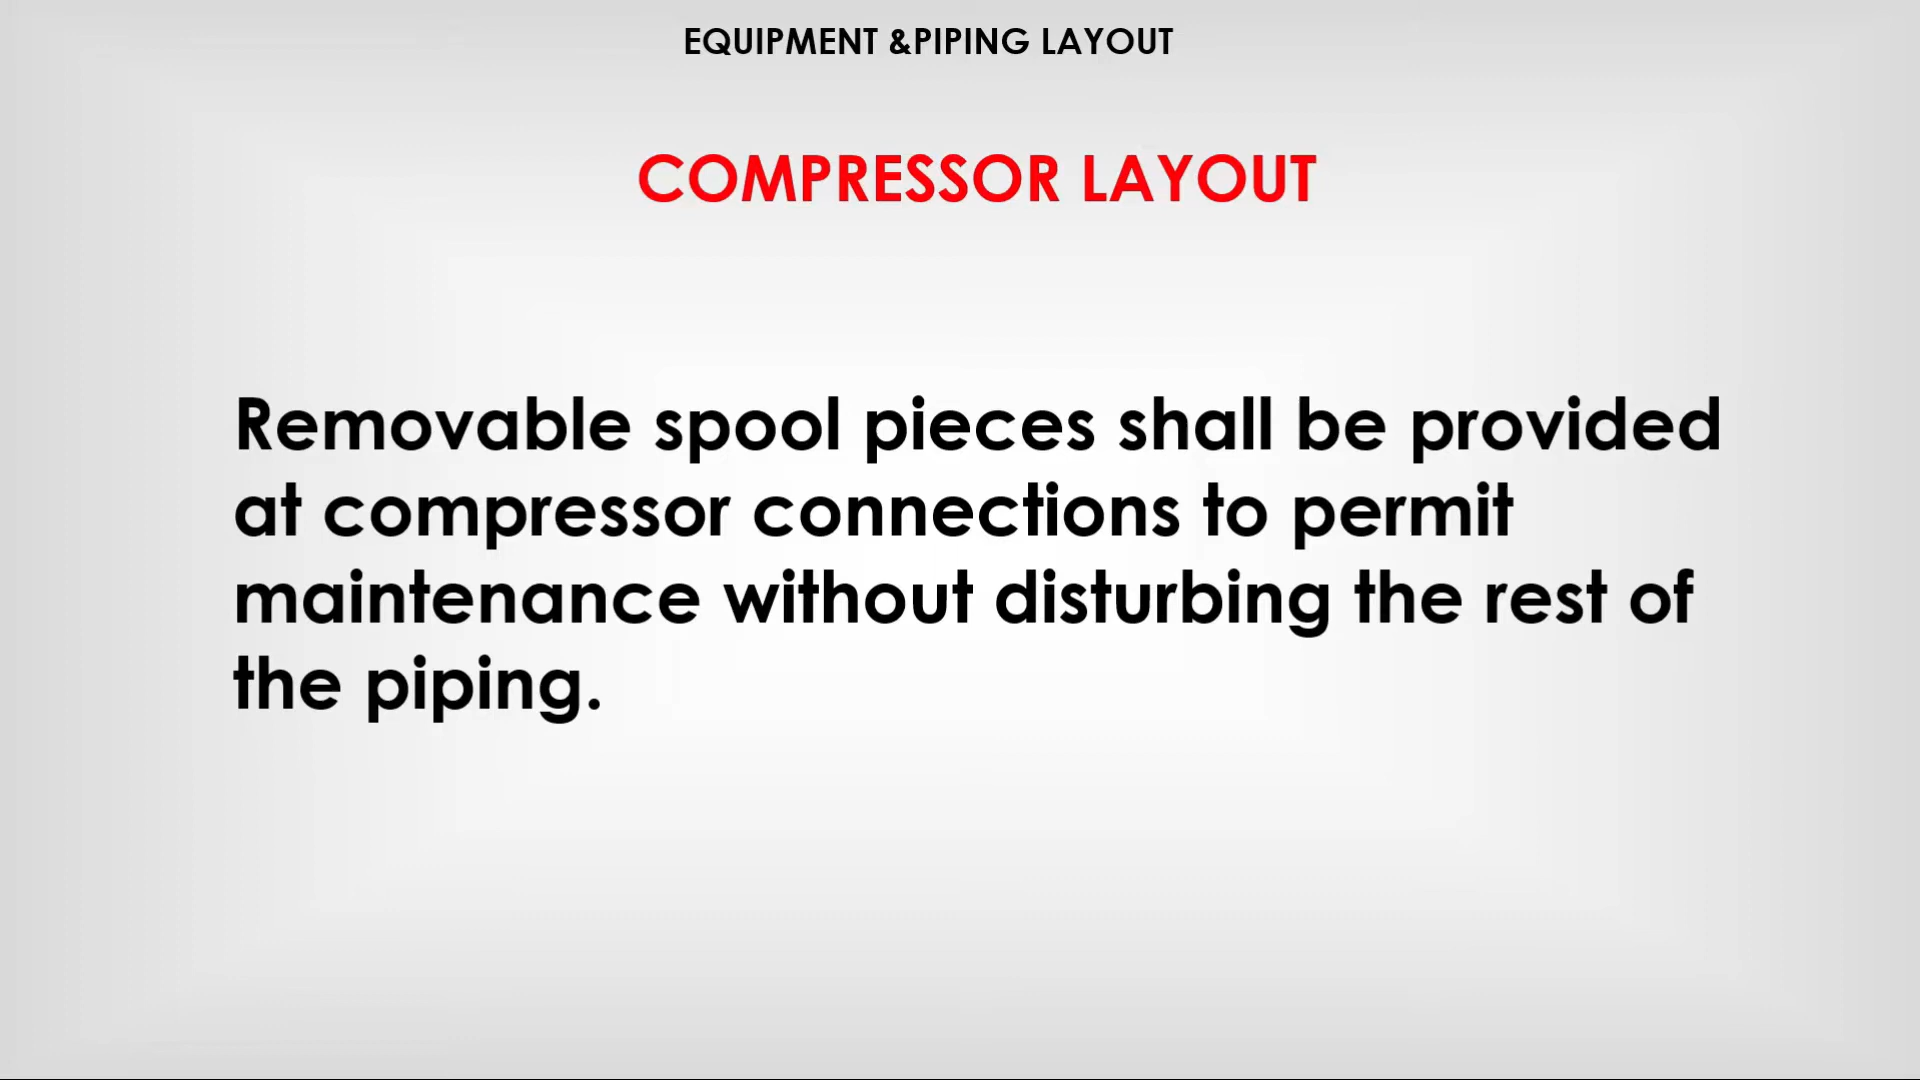 EQUIPMENT &PIPING LAYOUT
COMPRESSOR LAYOUT
Removable spool pieces shall be provided
at compressor connections to permit
maintenance without disturbing the rest of
the piping.